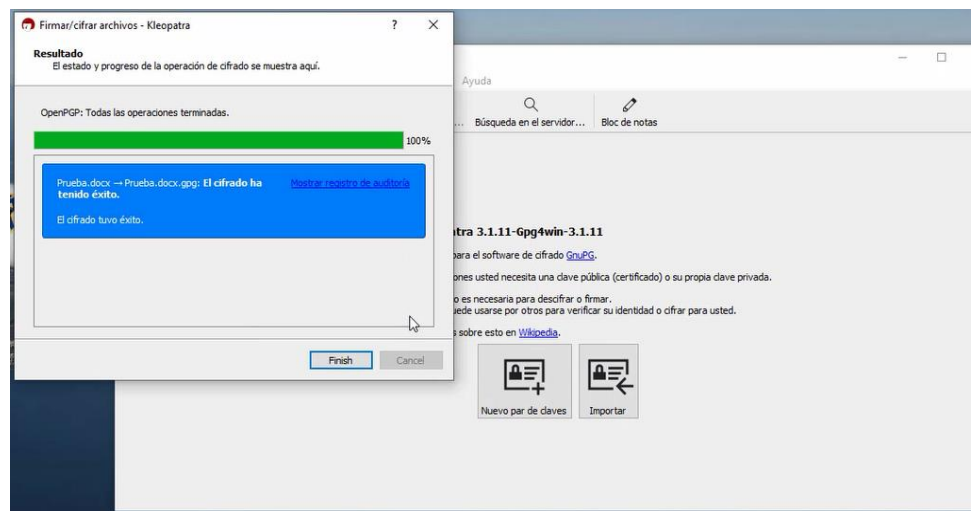 Firmar/cifrar archivos - Kleopatra
Resultado
El estado y progreso de la operación de cifrado se muestra aquí.
OpenPGP: Todas las operaciones terminadas.
100%
Prueba.docx → Prueba.docx.gpg: El cifrado ha
tenido éxito.
Mostrar registro de auditoría
El cifrado tuvo éxito.
Finish
Cancel
Ayuda
... Búsqueda en el servidor...
Bloc de notas
tra 3.1.11-Gpg4win-3.1.11
para el software de cifrado GnuPG.
ones usted necesita una clave pública (certificado) o su propia clave privada.
o es necesaria para descifrar o firmar.
uede usarse por otros para verificar su identidad o cifrar para usted.
s sobre esto en Wikipedia.
Nuevo par de claves
Importar